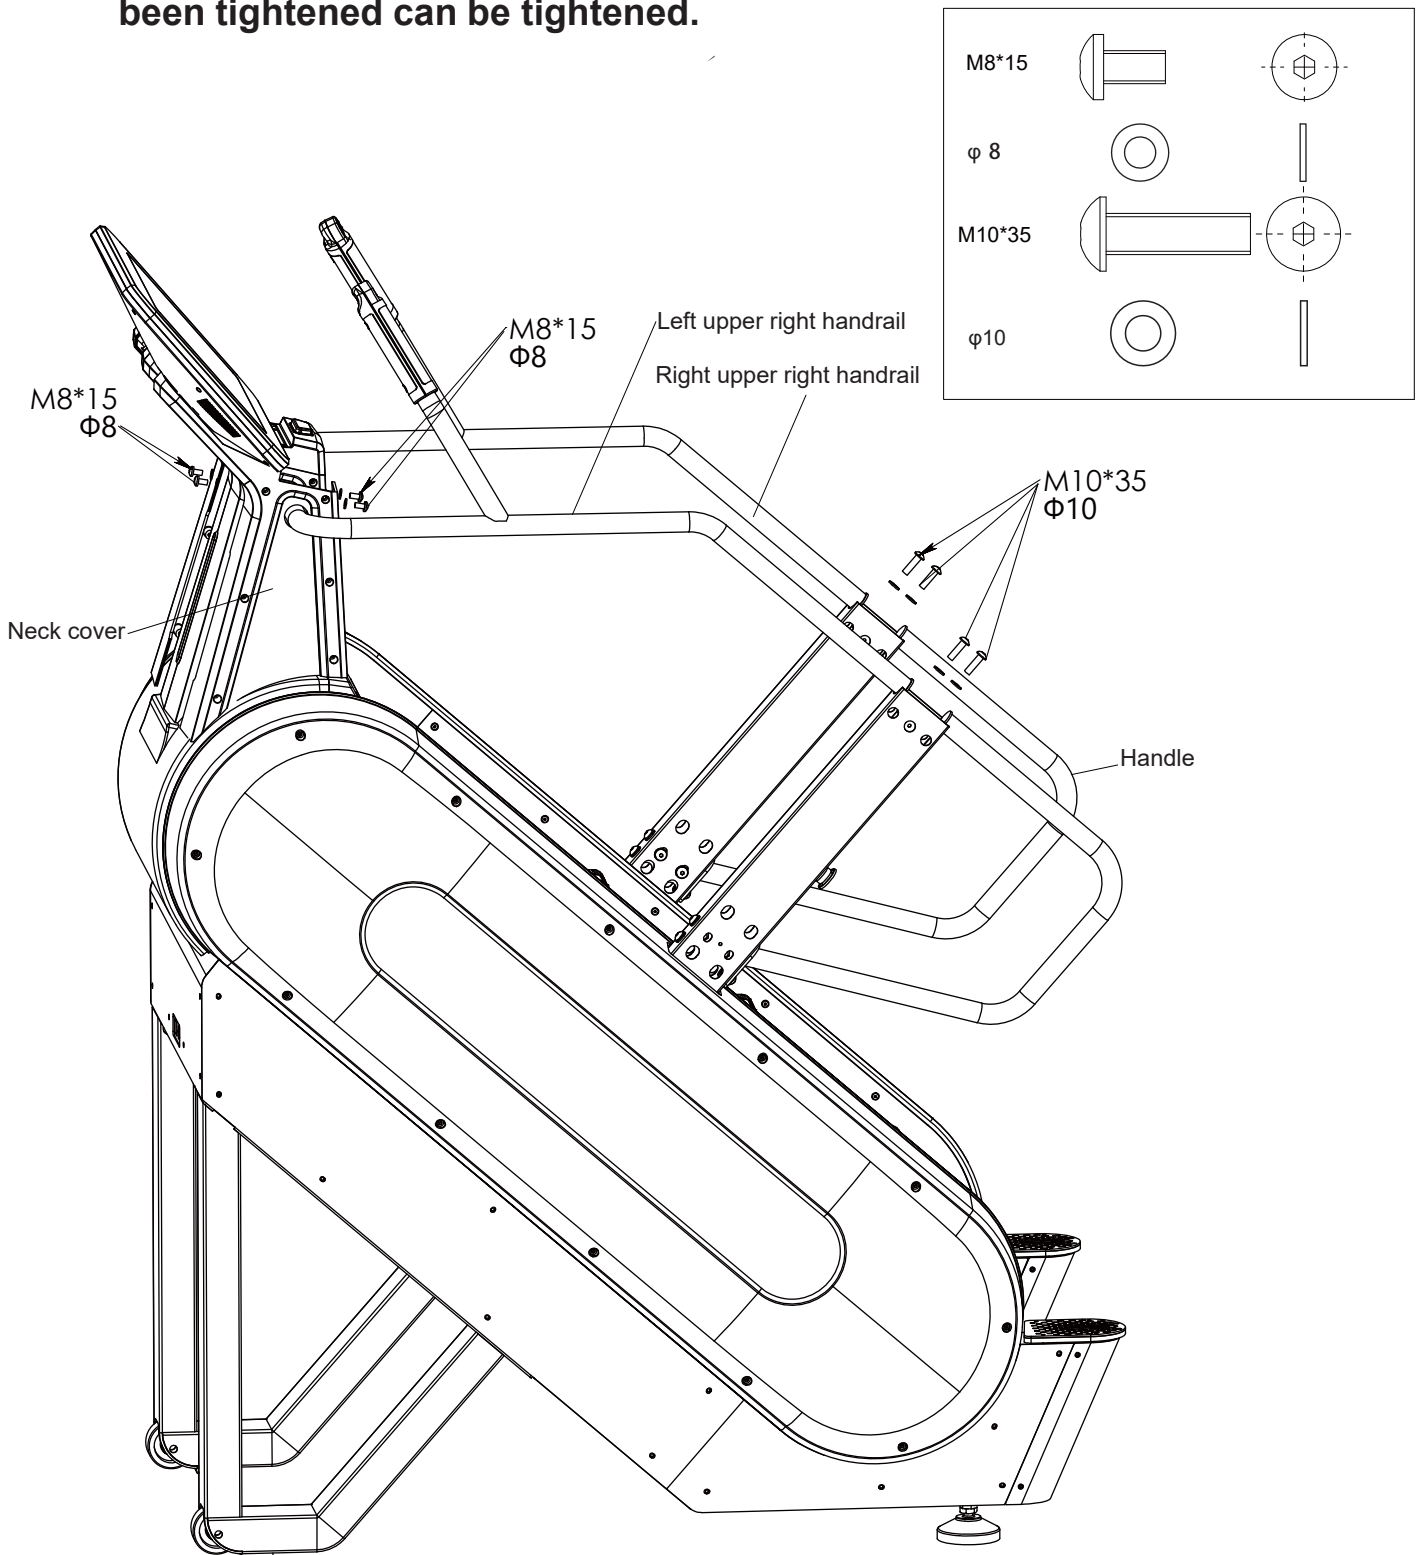 been tightened can be tightened.
M8*15
φ 8
M10*35
φ10
M8*15
Φ8
Left upper right handrail
Right upper right handrail
M8*15
Φ8
M10*35
Φ10
Neck cover
Handle